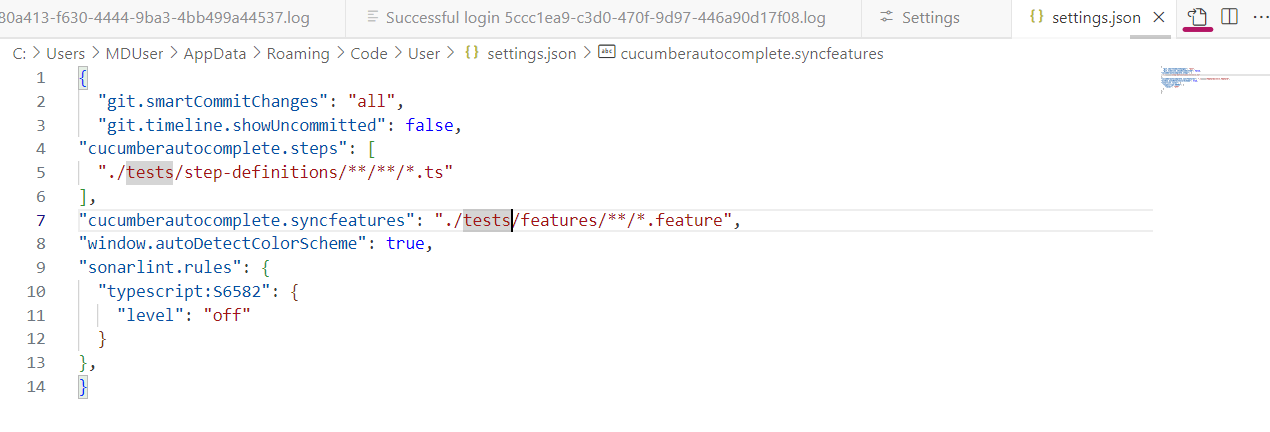 80a413-f630-4444-9ba3-4bb499a44537.log Successful login 5ccc1ea9-c3d0-470f-9d97-446a90d17f08.log Settings {} settings.json
C: > Users > MDUser > AppData > Roaming > Code > User > {} settings.json > abc cucumberautocomplete.syncfeatures
1 {
2 "git.smartCommitChanges": "all",
3 "git.timeline.showUncommitted": false,
4 "cucumberautocomplete.steps": [
5 "./tests/step-definitions/**/**/*.ts"
6 ],
7 "cucumberautocomplete.syncfeatures": "./tests/features/**/*.feature",
8 "window.autoDetectColorScheme": true,
9 "sonarlint.rules": {
10 "typescript:S6582": {
11 "level": "off"
12 }
13 },
14 }